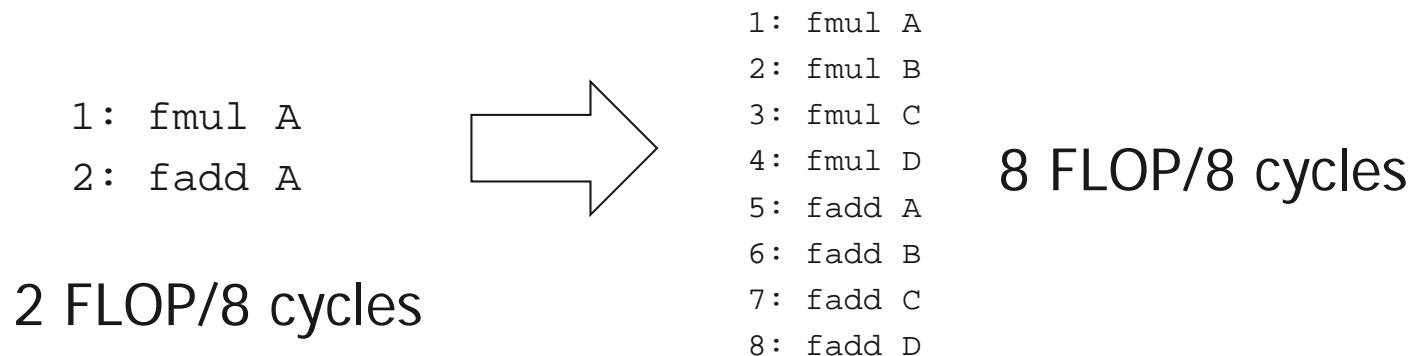 1: fmul A
2: fadd A
2 FLOP/8 cycles
1: fmul A
2: fmul B
3: fmul C
4: fmul D
5: fadd A
6: fadd B
7: fadd C
8: fadd D
8 FLOP/8 cycles